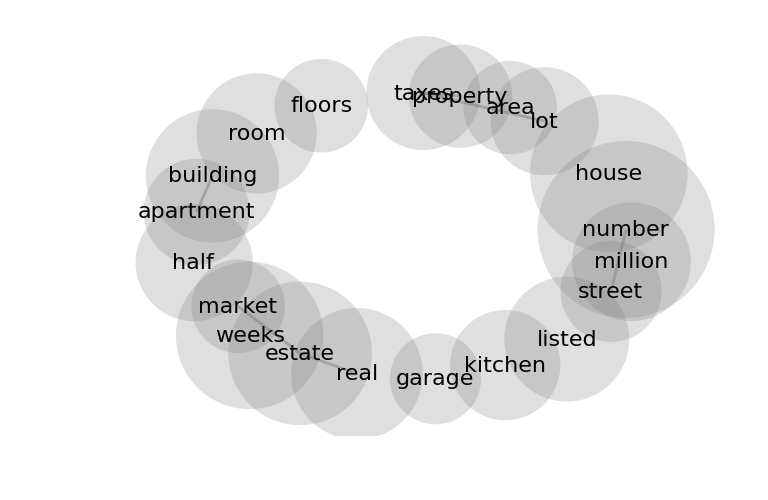 taxes
property
floors
area
lot
room
house
building
apartment
number
half
million
street
market
weeks
listed
estate
kitchen
real
garage